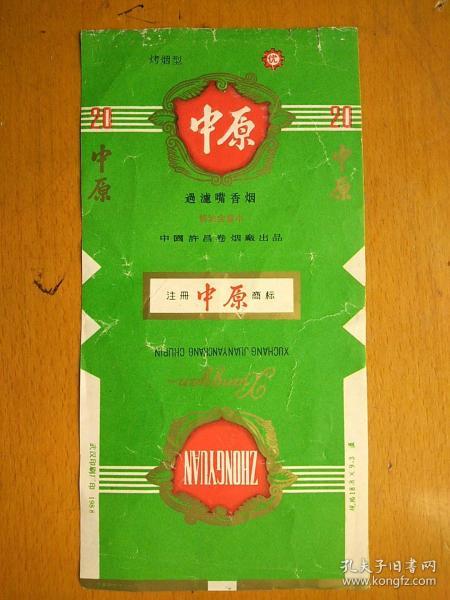 烤烟型
优
20
中原
20
中原
中原
過濾嘴香烟
中國許昌卷烟廠出品
注册 中原 商标
XUCHANG JUANYANCHANG CHUPIN
ZHONGYUAN
孔夫子旧书网
www.kongfz.com